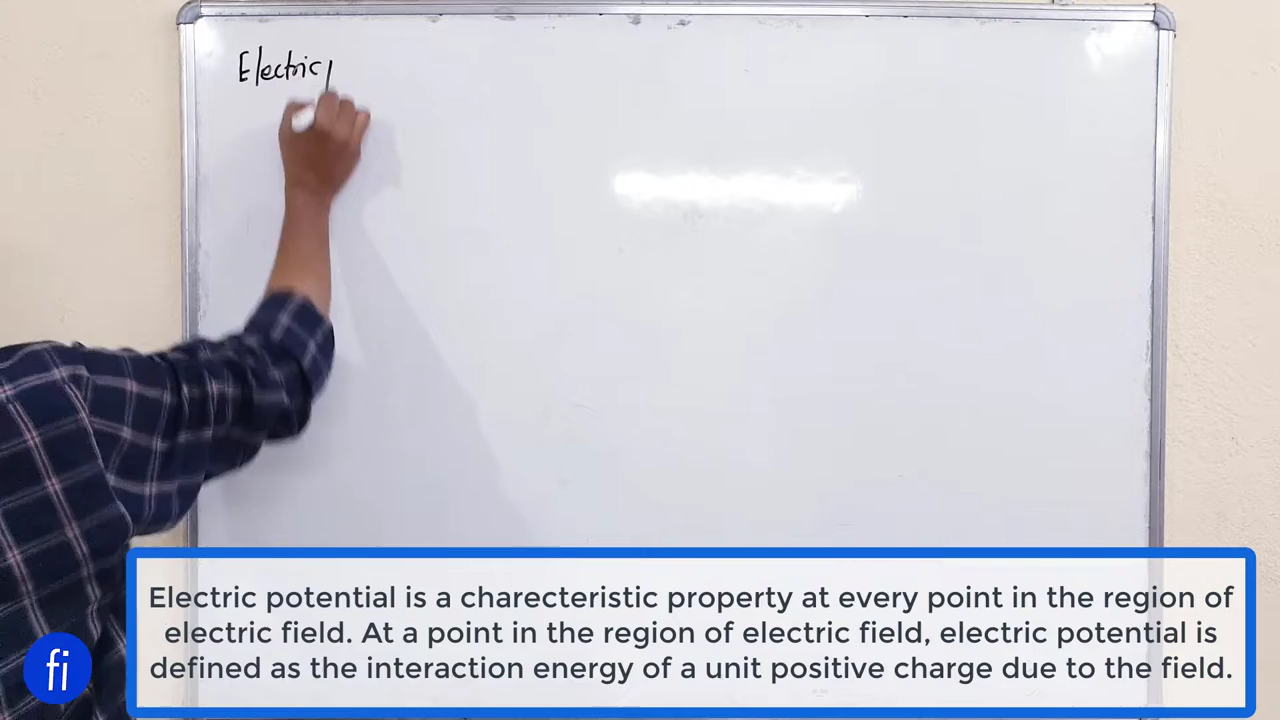 Electric
Electric potential is a charecteristic property at every point in the region of
electric field. At a point in the region of electric field, electric potential is
defined as the interaction energy of a unit positive charge due to the field.
fi